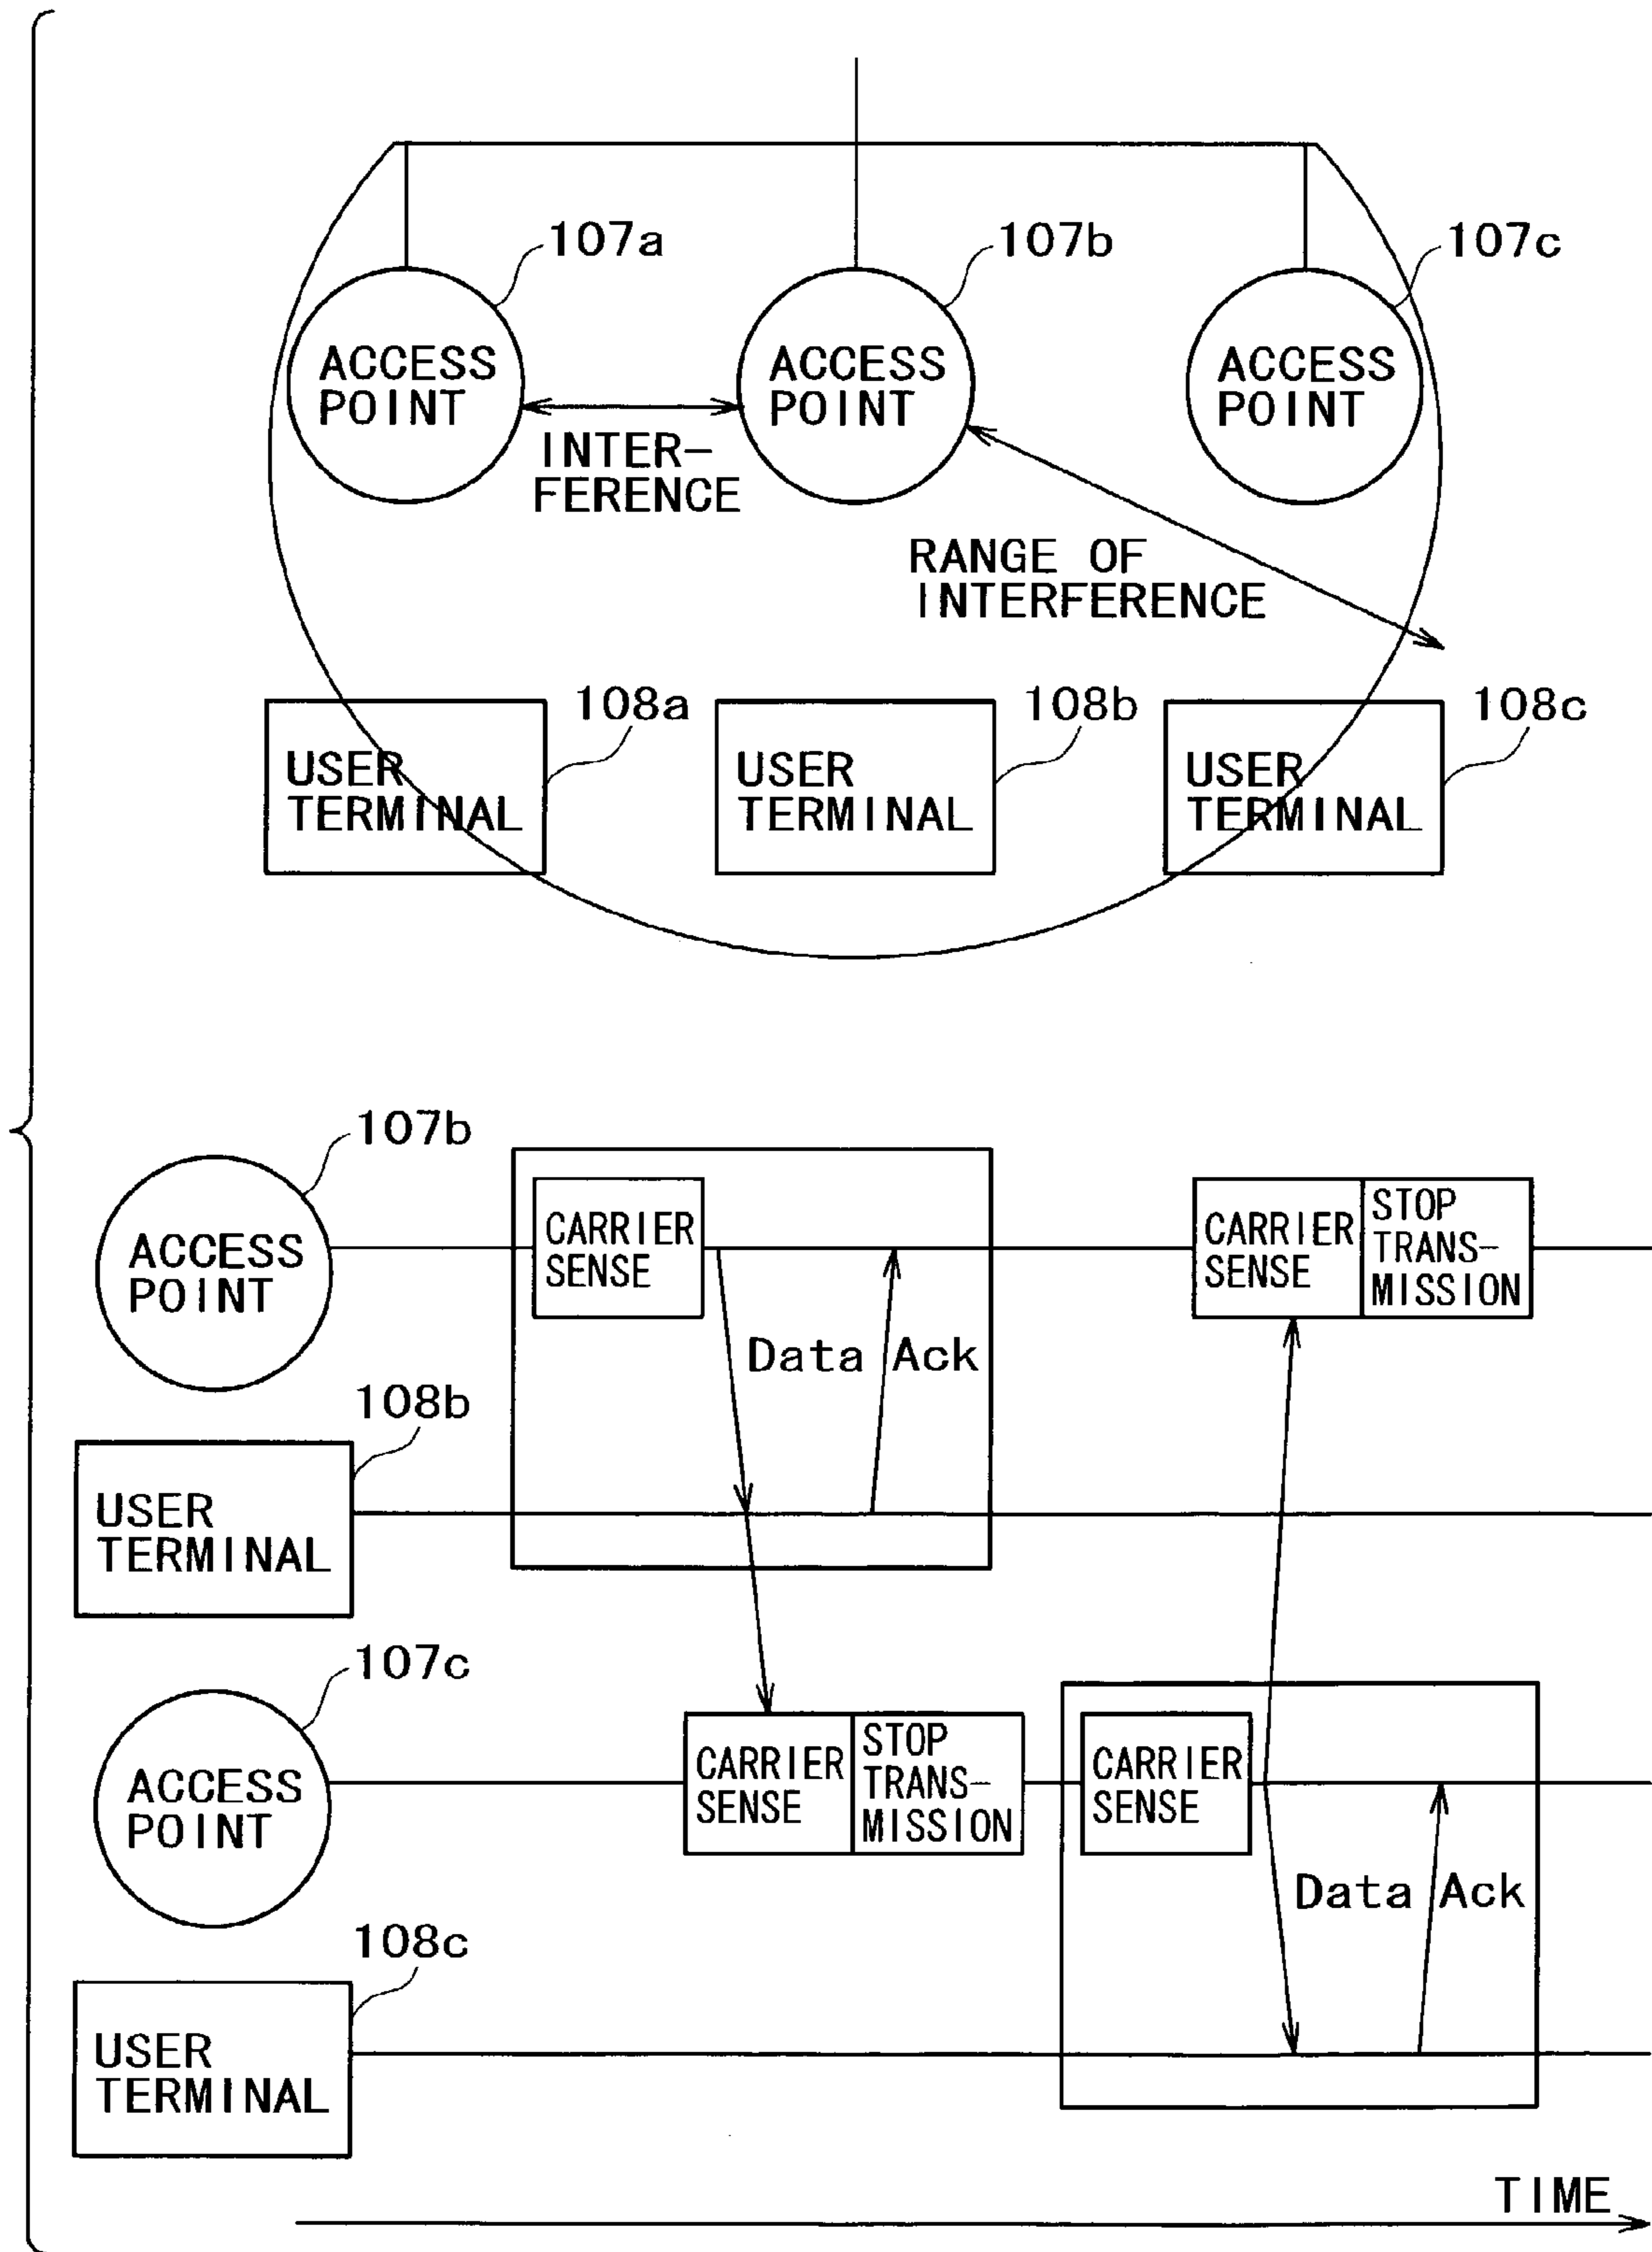 107a
107b
107c
ACCESS
POINT
ACCESS
POINT
ACCESS
POINT
INTER-
FERENCE
RANGE OF
INTERFERENCE
108a
108b
108c
USER
TERMINAL
USER
TERMINAL
USER
TERMINAL
107b
ACCESS
POINT
CARRIER
SENSE
CARRIER
SENSE
STOP
TRANS-
MISSION
Data
Ack
108b
USER
TERMINAL
107c
ACCESS
POINT
CARRIER
SENSE
STOP
TRANS-
MISSION
CARRIER
SENSE
Data
Ack
108c
USER
TERMINAL
TIME